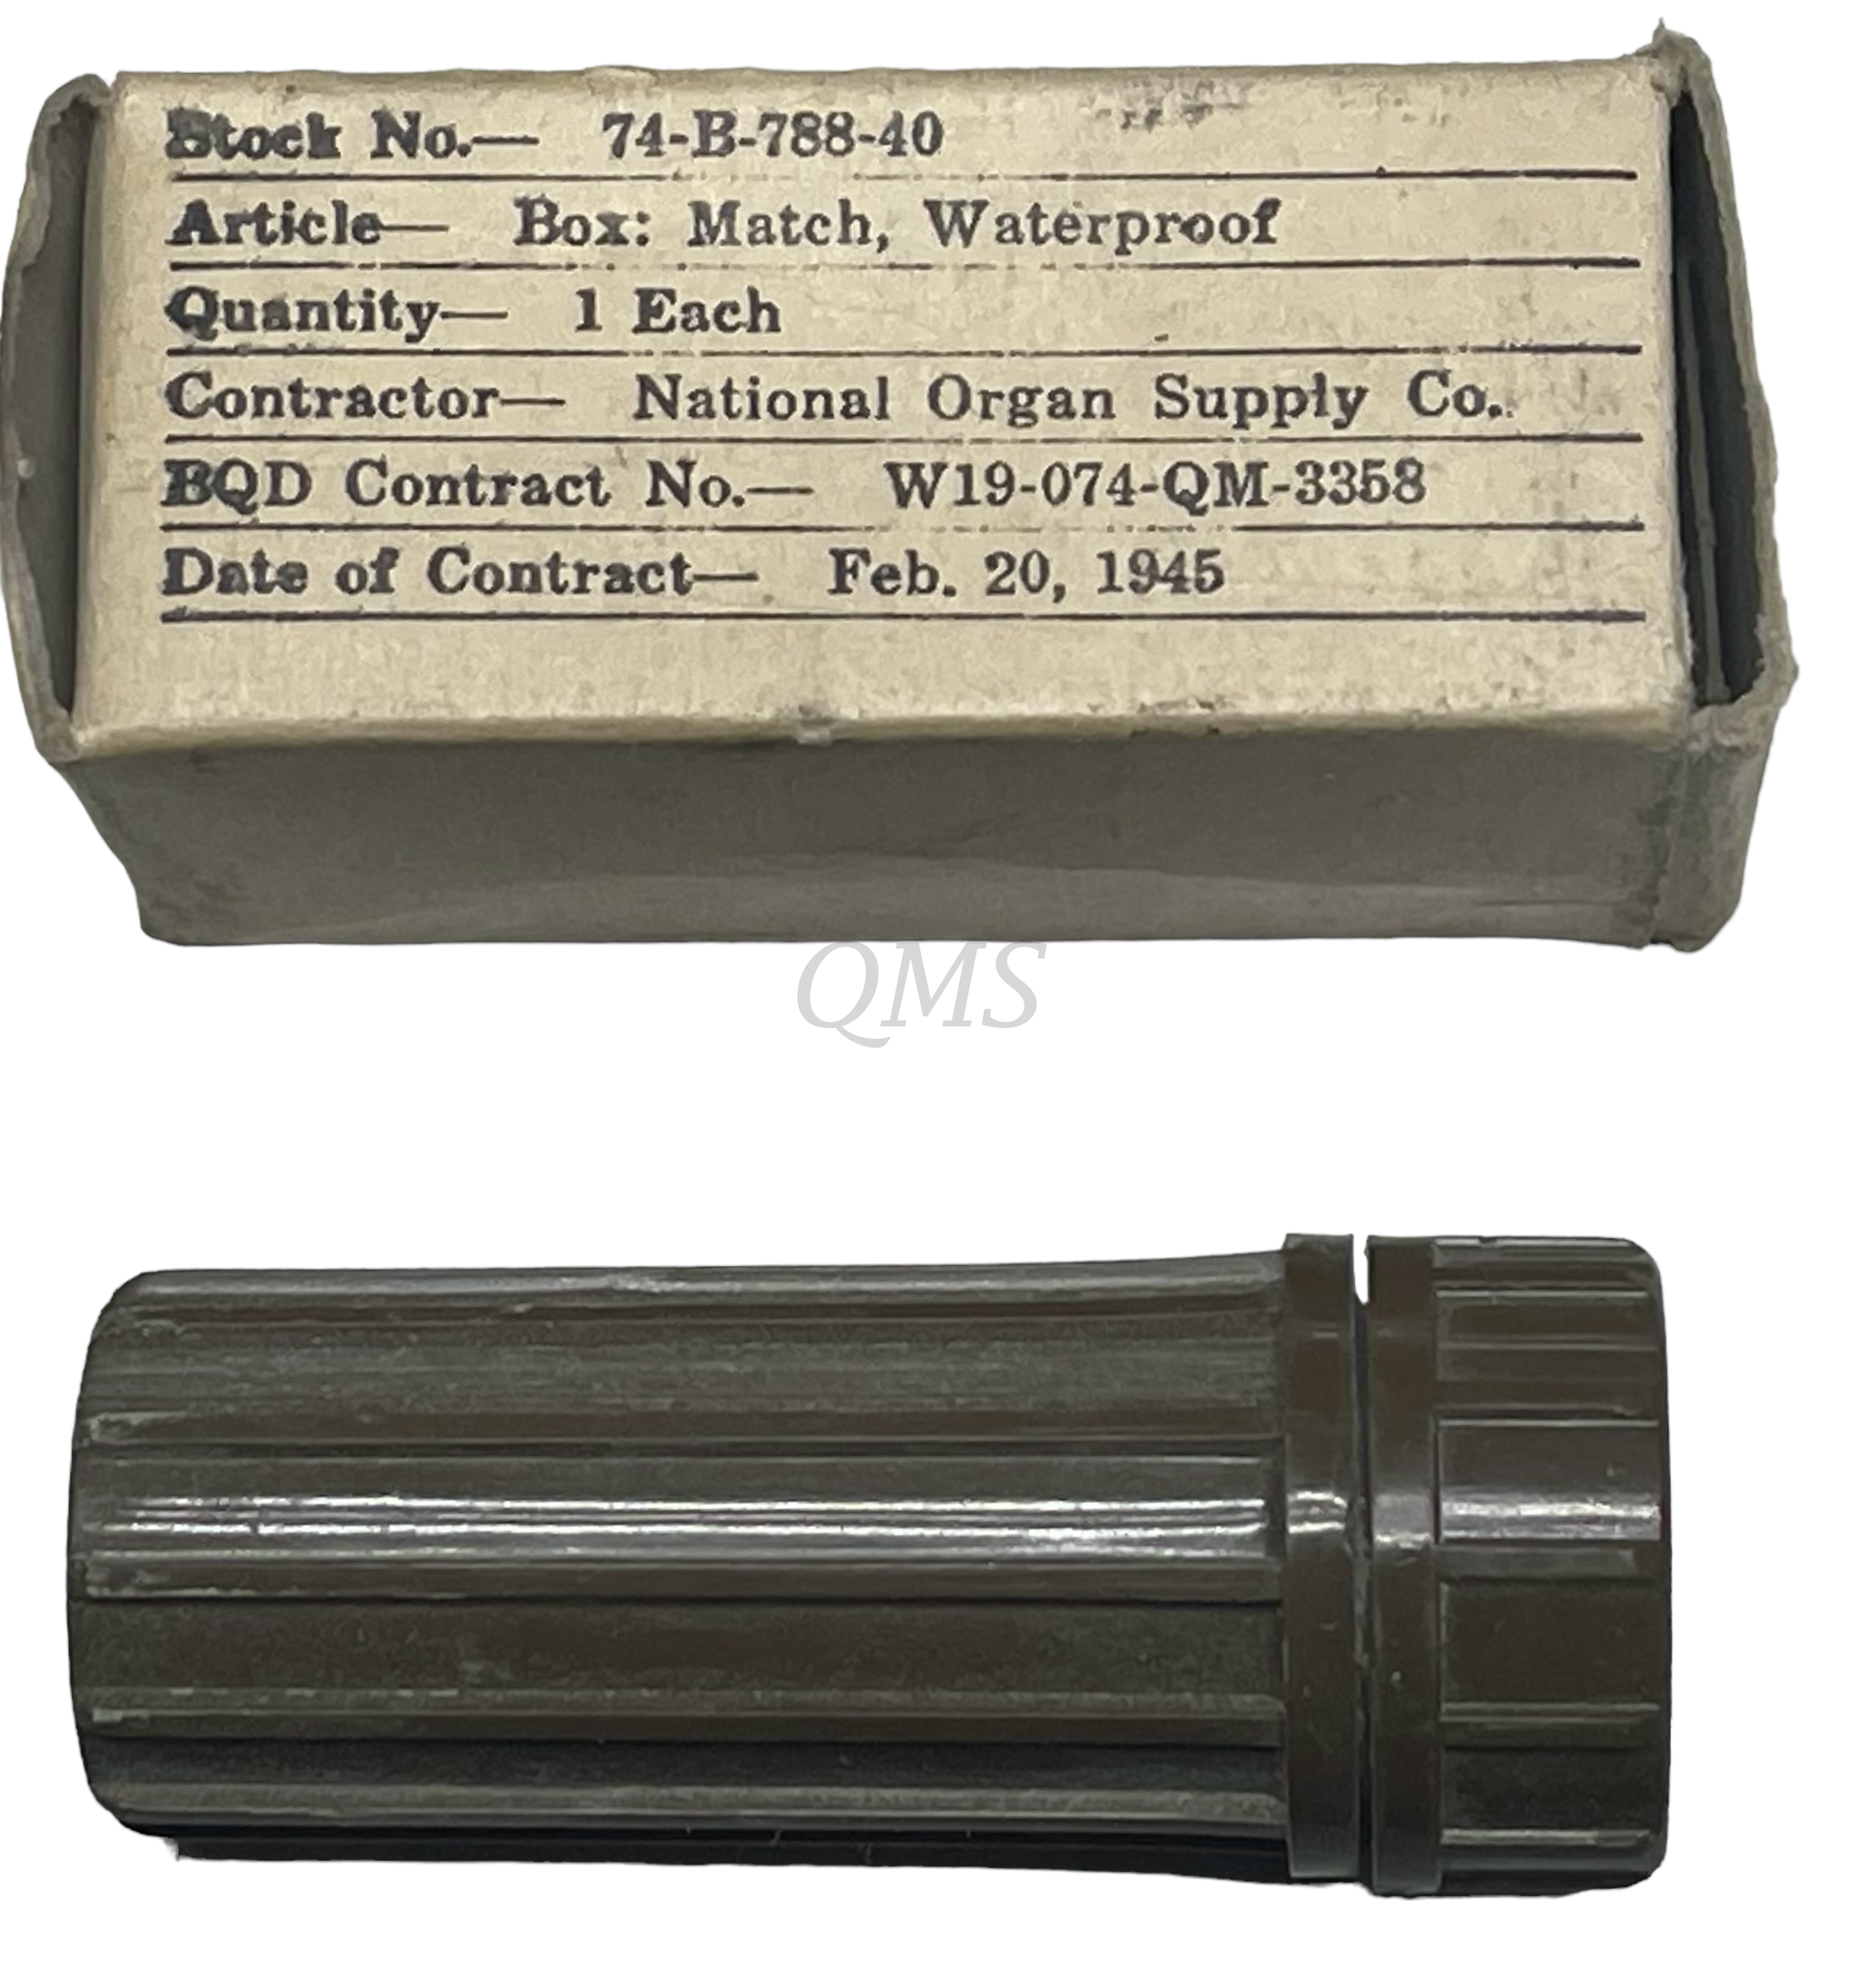 Stock No.— 74-B-788-40
Article— Box: Match, Waterproof
Quantity— 1 Each
Contractor— National Organ Supply Co.
BQD Contract No.— W19-074-QM-3358
Date of Contract— Feb. 20, 1945
QMS